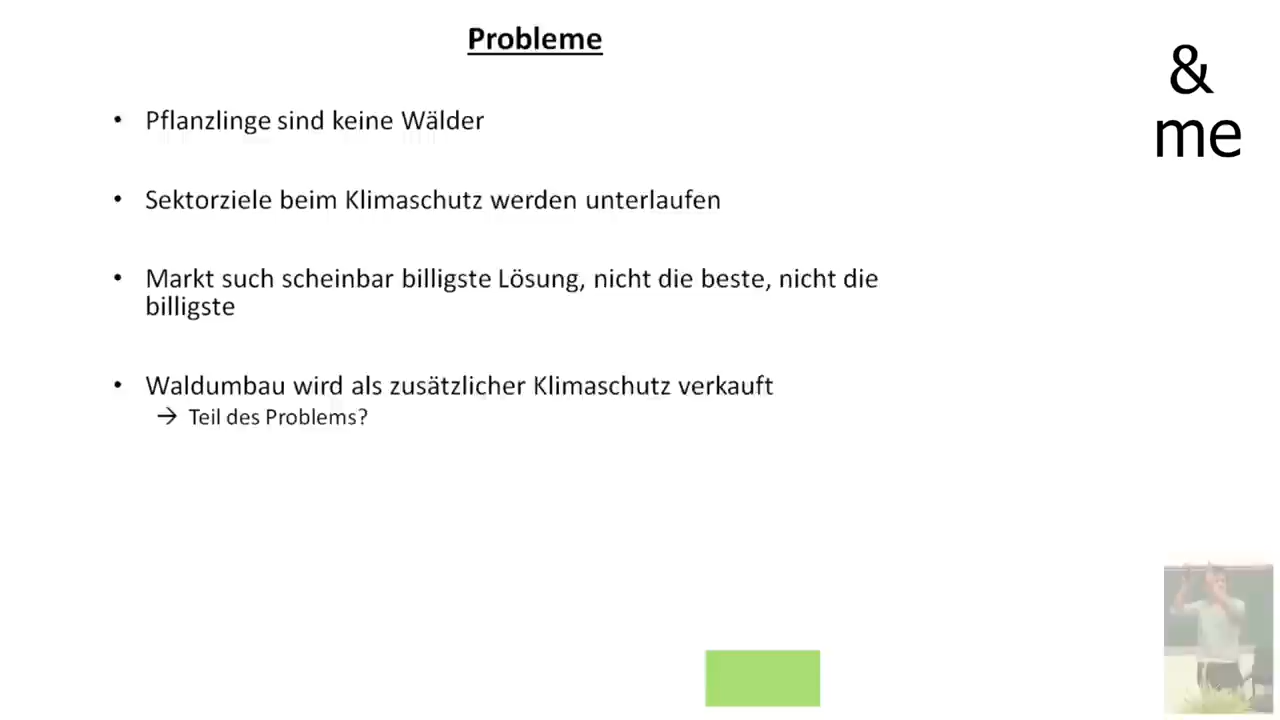 Probleme
&
me
• Pflanzlinge sind keine Wälder
• Sektorziele beim Klimaschutz werden unterlaufen
• Markt such scheinbar billigste Lösung, nicht die beste, nicht die
billigste
• Waldumbau wird als zusätzlicher Klimaschutz verkauft
→ Teil des Problems?